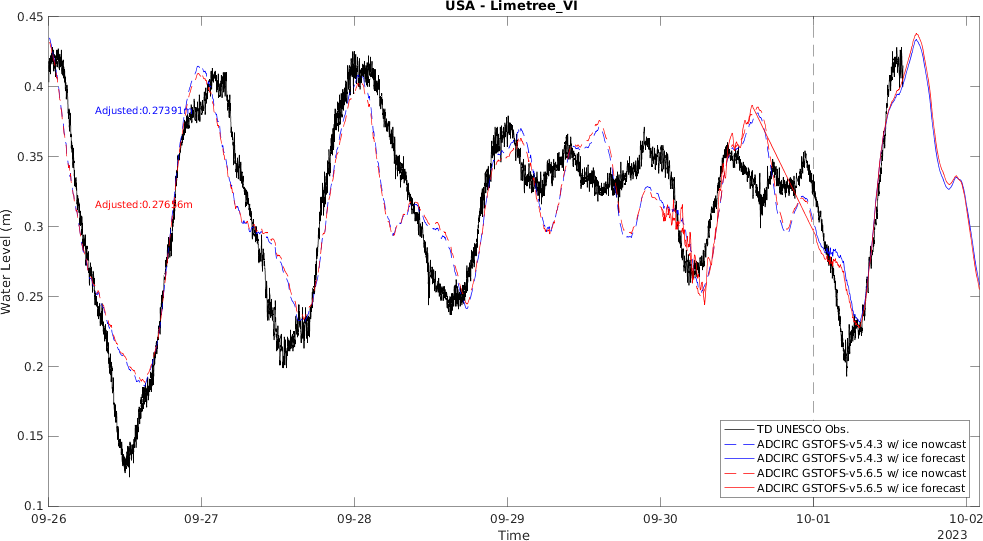 USA - Limetree_VI
0.45
0.4
0.35
0.3
0.25
0.2
0.15
0.1
Water Level (m)
Adjusted:0.27391m
Adjusted:0.27656m
TD UNESCO Obs.
ADCIRC GSTOFS-v5.4.3 w/ ice nowcast
ADCIRC GSTOFS-v5.4.3 w/ ice forecast
ADCIRC GSTOFS-v5.6.5 w/ ice nowcast
ADCIRC GSTOFS-v5.6.5 w/ ice forecast
09-26 09-27 09-28 09-29 09-30 10-01 10-02
2023
Time